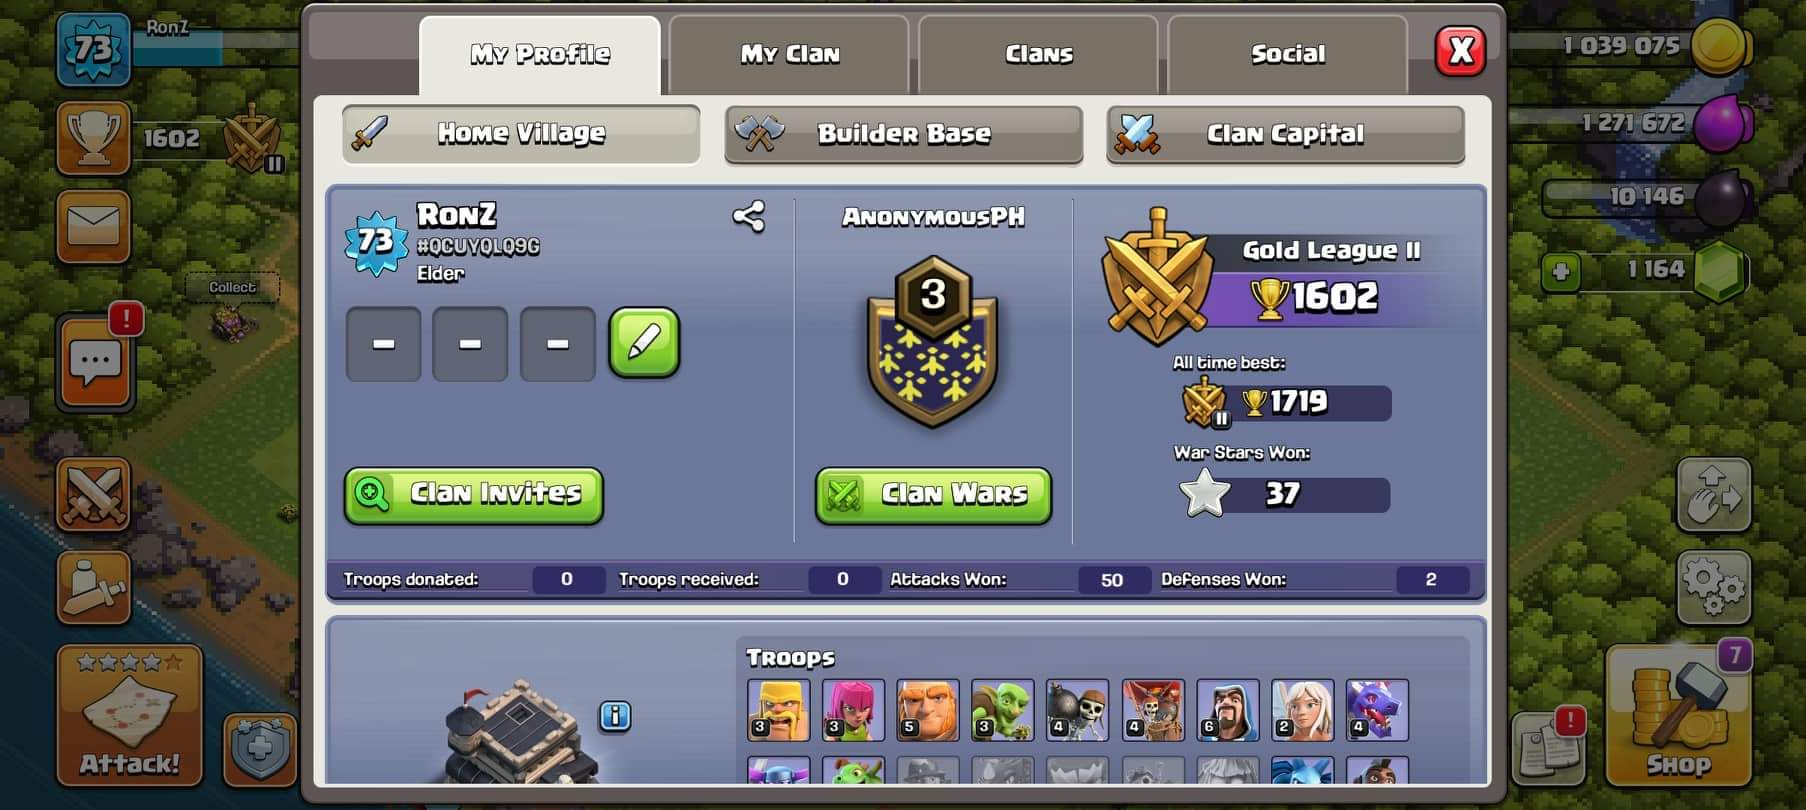 73
RonZ
My Profile
My Clan
Clans
Social
X
1 039 075
1602
II
Home Village
Builder Base
Clan Capital
1 271 672
10 146
1 164
73
RonZ
#QCUYQLQ9G
Elder
AnonymousPH
3
Gold League II
1602
Collect
!
All time best:
II
1719
War Stars Won:
37
Clan Invites
Clan Wars
Troops donated: 0
Troops received: 0
Attacks Won: 50
Defenses Won: 2
Attack!
i
Troops
3
3
5
3
4
4
6
2
4
!
7
Shop